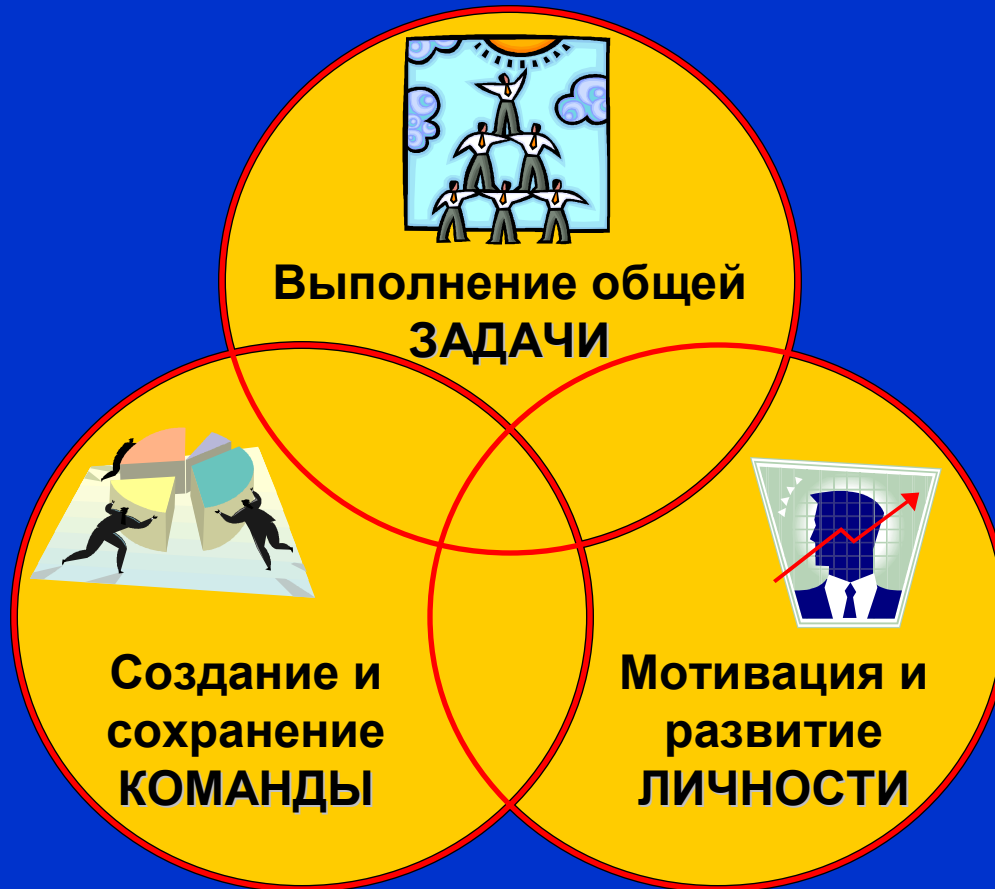 Выполнение общей
ЗАДАЧИ
Создание и
сохранение
КОМАНДЫ
Мотивация и
развитие
ЛИЧНОСТИ